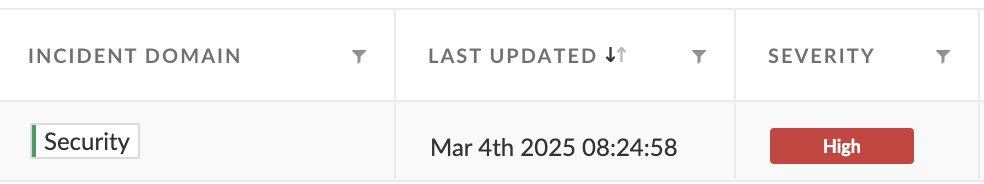 INCIDENT DOMAIN LAST UPDATED SEVERITY
Security Mar 4th 2025 08:24:58 High